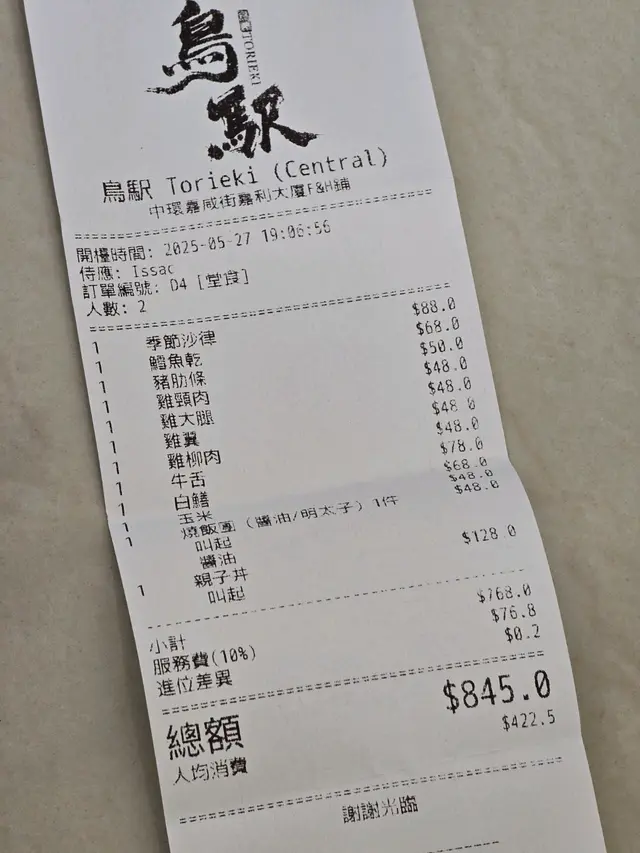 鳥
TORIEKI
駅
鳥駅 Torieki (Central)
中環嘉咸街嘉利大廈F&H鋪
開檯時間: 2025-05-27 19:06:56
侍應: Issac
訂單編號: D4 [堂食]
人數: 2
1 季節沙律 $88.0
1 鱈魚乾 $68.0
1 豬肋條 $50.0
1 雞頸肉 $48.0
1 雞大腿 $48.0
1 雞翼 $48.0
1 雞柳肉 $48.0
1 牛舌 $78.0
1 白鱔 $68.0
1 玉米 $48.0
1 燒飯團 (醬油/明太子) 1件 $48.0
叫起
醬油
1 親子丼 $128.0
叫起
小計 $768.0
服務費(10%) $76.8
進位差異 $0.2
總額 $845.0
人均消費 $422.5
謝謝光臨